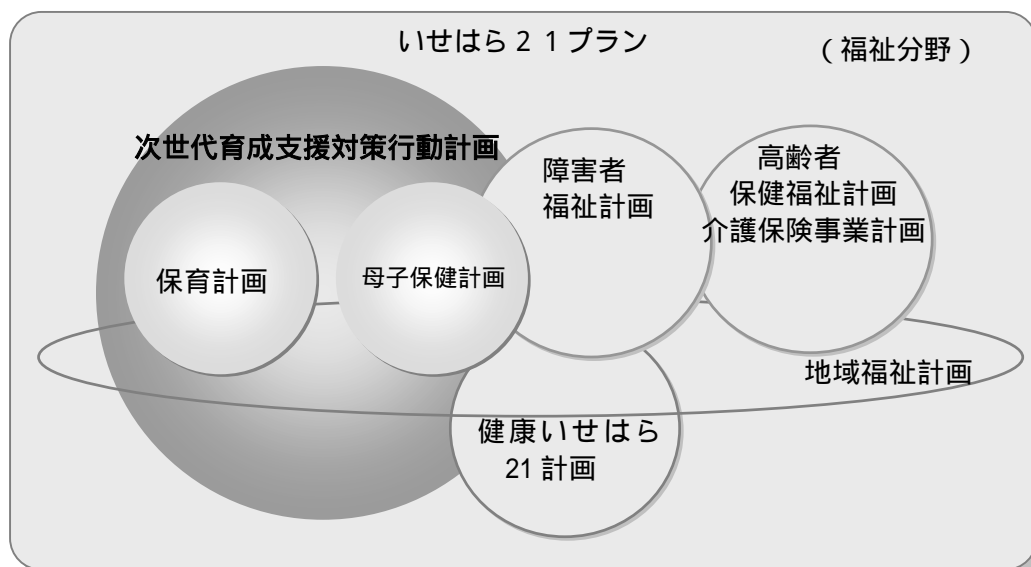 いせはら２１プラン
（福祉分野）
次世代育成支援対策行動計画
障害者
福祉計画
高齢者
保健福祉計画
介護保険事業計画
保育計画
母子保健計画
地域福祉計画
健康いせはら
21 計画